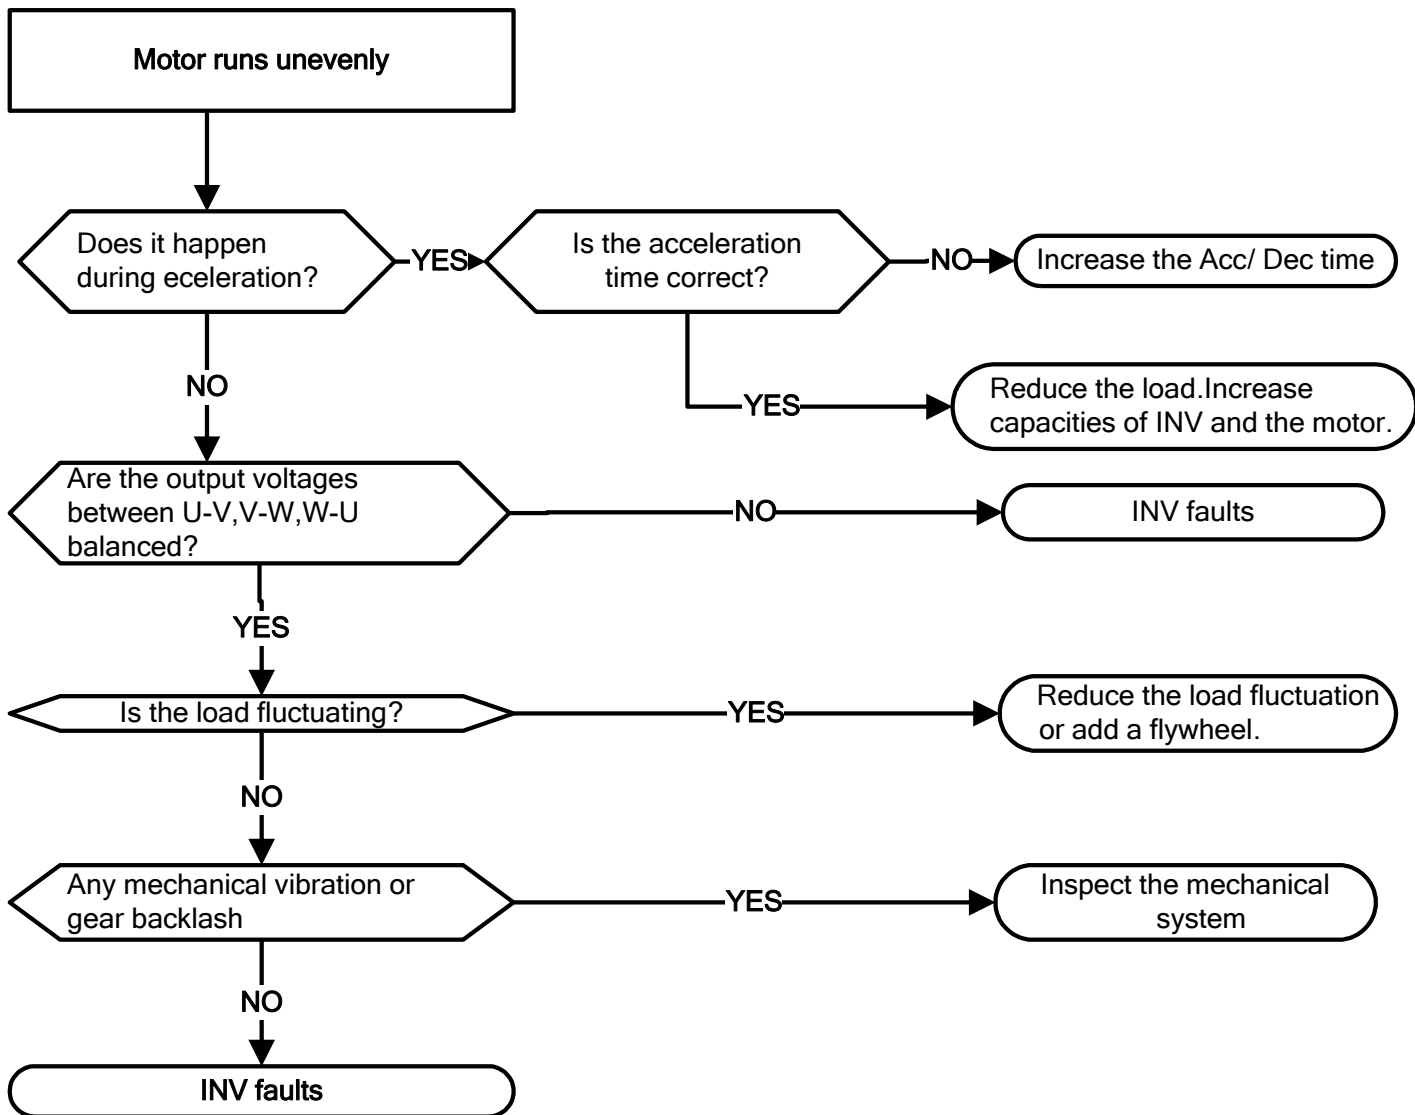 Motor runs unevenly
Does it happen
during eceleration?
YES
Is the acceleration
time correct?
NO
Increase the Acc/ Dec time
NO
YES
Reduce the load.Increase
capacities of INV and the motor.
Are the output voltages
between U-V,V-W,W-U
balanced?
NO
INV faults
YES
Is the load fluctuating?
YES
Reduce the load fluctuation
or add a flywheel.
NO
Any mechanical vibration or
gear backlash
YES
Inspect the mechanical
system
NO
INV faults